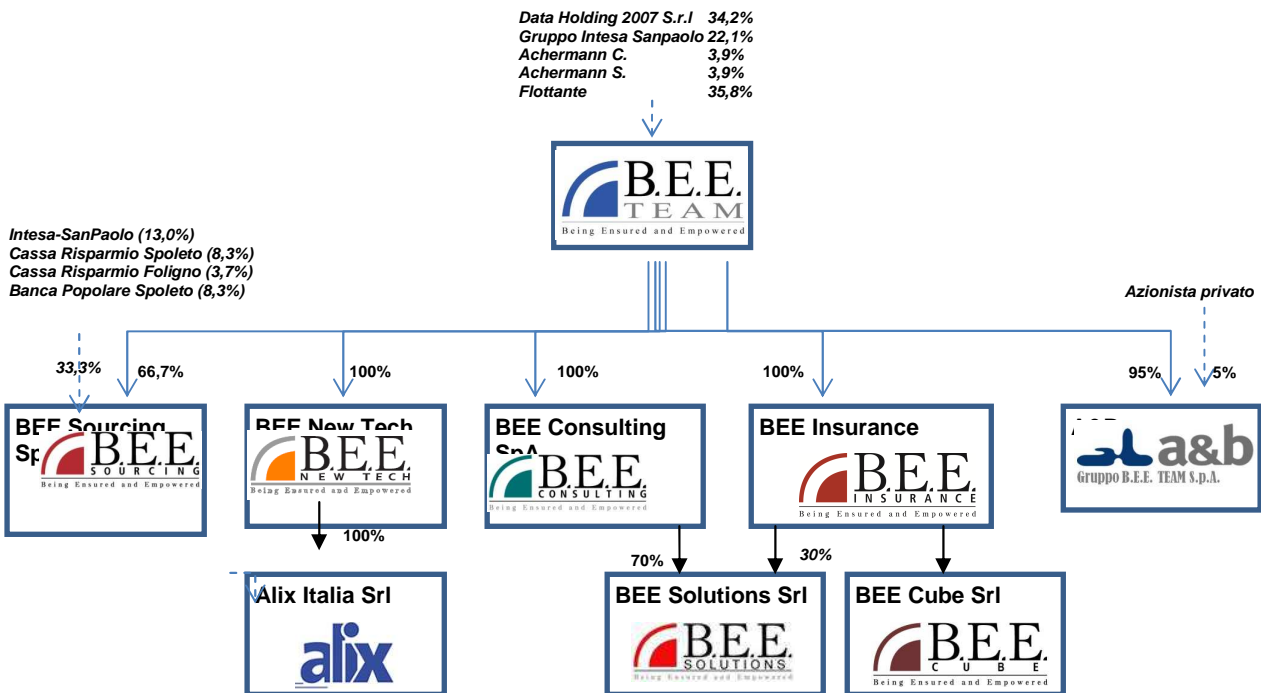 Data Holding 2007 S.r.l 34,2%
Gruppo Intesa Sanpaolo 22,1%
Achermann C. 3,9%
Achermann S. 3,9%
Flottante 35,8%
B.E.E.
TEAM
Being Ensured and Empowered
Intesa-SanPaolo (13,0%)
Cassa Risparmio Spoleto (8,3%)
Cassa Risparmio Foligno (3,7%)
Banca Popolare Spoleto (8,3%)
Azionista privato
33,3% 66,7% 100% 100% 100% 95% 5%
BEE Sourcing
B.E.E.
SOURCING
Being Ensured and Empowered
BEE New Tech
B.E.E.
NEW TECH
Being Ensured and Empowered
BEE Consulting
SpA
B.E.E.
CONSULTING
Being Ensured and Empowered
BEE Insurance
B.E.E.
INSURANCE
Being Ensured and Empowered
a&b
Gruppo B.E.E. TEAM S.p.A.
100% 70% 30%
Alix Italia Srl
alix
BEE Solutions Srl
B.E.E.
SOLUTIONS
Being Ensured and Empowered
BEE Cube Srl
B.E.E.
CUBE
Being Ensured and Empowered